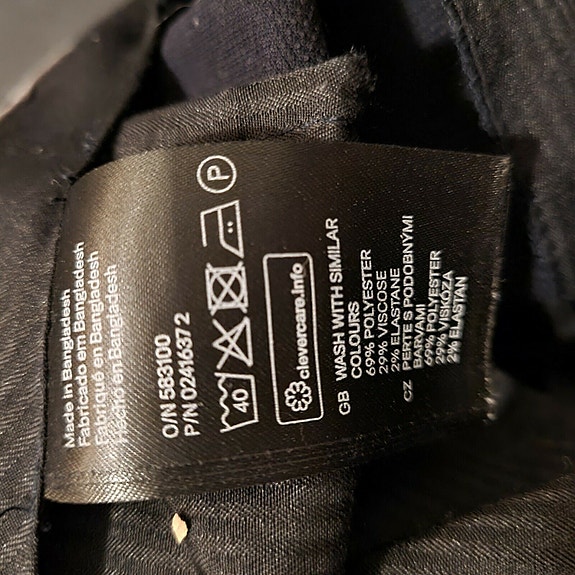 Made in Bangladesh
Fabricado em Bangladesh
Fabriqué en Bangladesh
Hecho en Bangladesh
O/N 583100
P/N 02416372
40
P
clevercare.info
GB WASH WITH SIMILAR
COLOURS
69% POLYESTER
29% VISCOSE
2% ELASTANE
CZ PERTE S PODOBNÝMI
BARVAMI
69% POLYESTER
29% VISKÓZA
2% ELASTAN